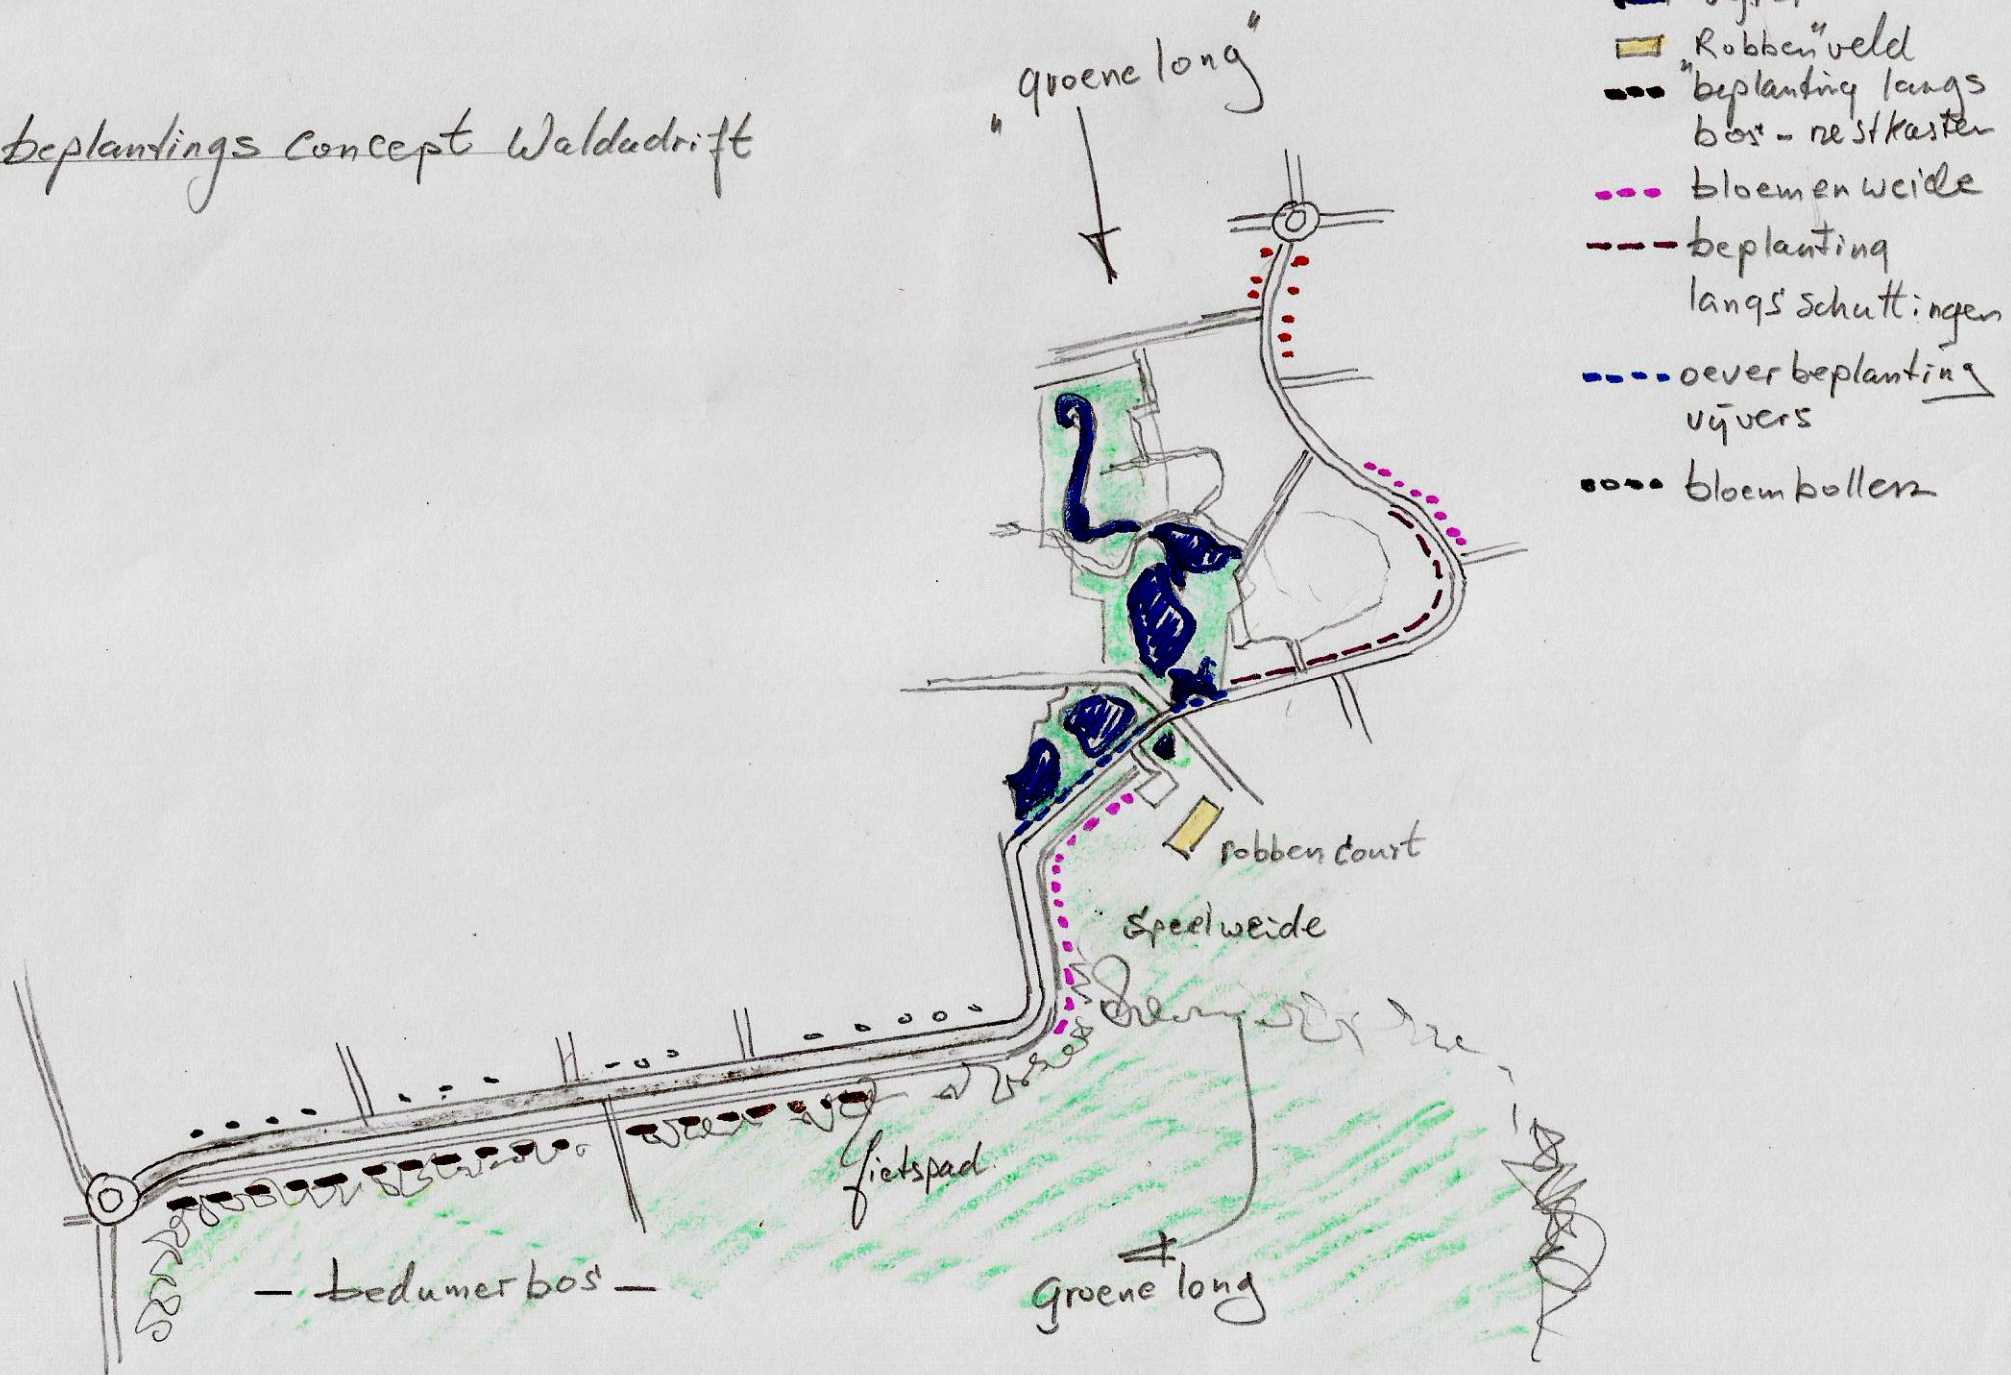 beplantings concept Waldadrift
"groene long"
"Robben" veld
beplanting langs
bos - nestkasten
bloemenweide
beplanting
langs schuttingen
oeverbeplanting
vijvers
bloembollen
robben court
speelweide
fietspad
- bedumerbos -
Groene long